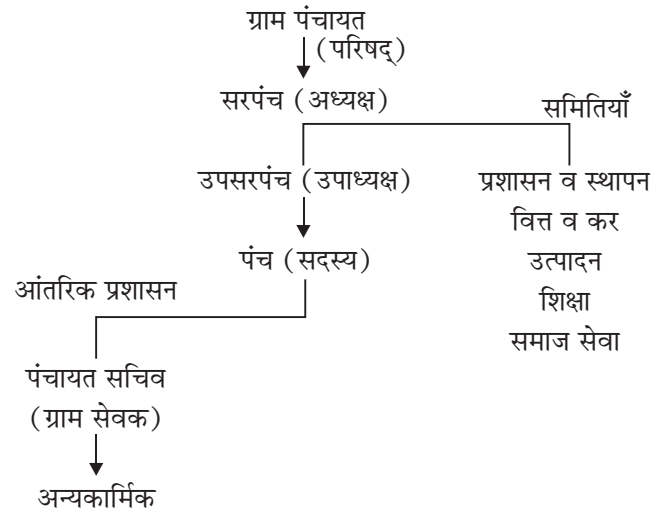 ग्राम पंचायत
(परिषद्)
सरपंच (अध्यक्ष)
समितियाँ
उपसरपंच (उपाध्यक्ष)
प्रशासन व स्थापन
वित्त व कर
उत्पादन
शिक्षा
समाज सेवा
पंच (सदस्य)
आंतरिक प्रशासन
पंचायत सचिव
(ग्राम सेवक)
अन्यकार्मिक